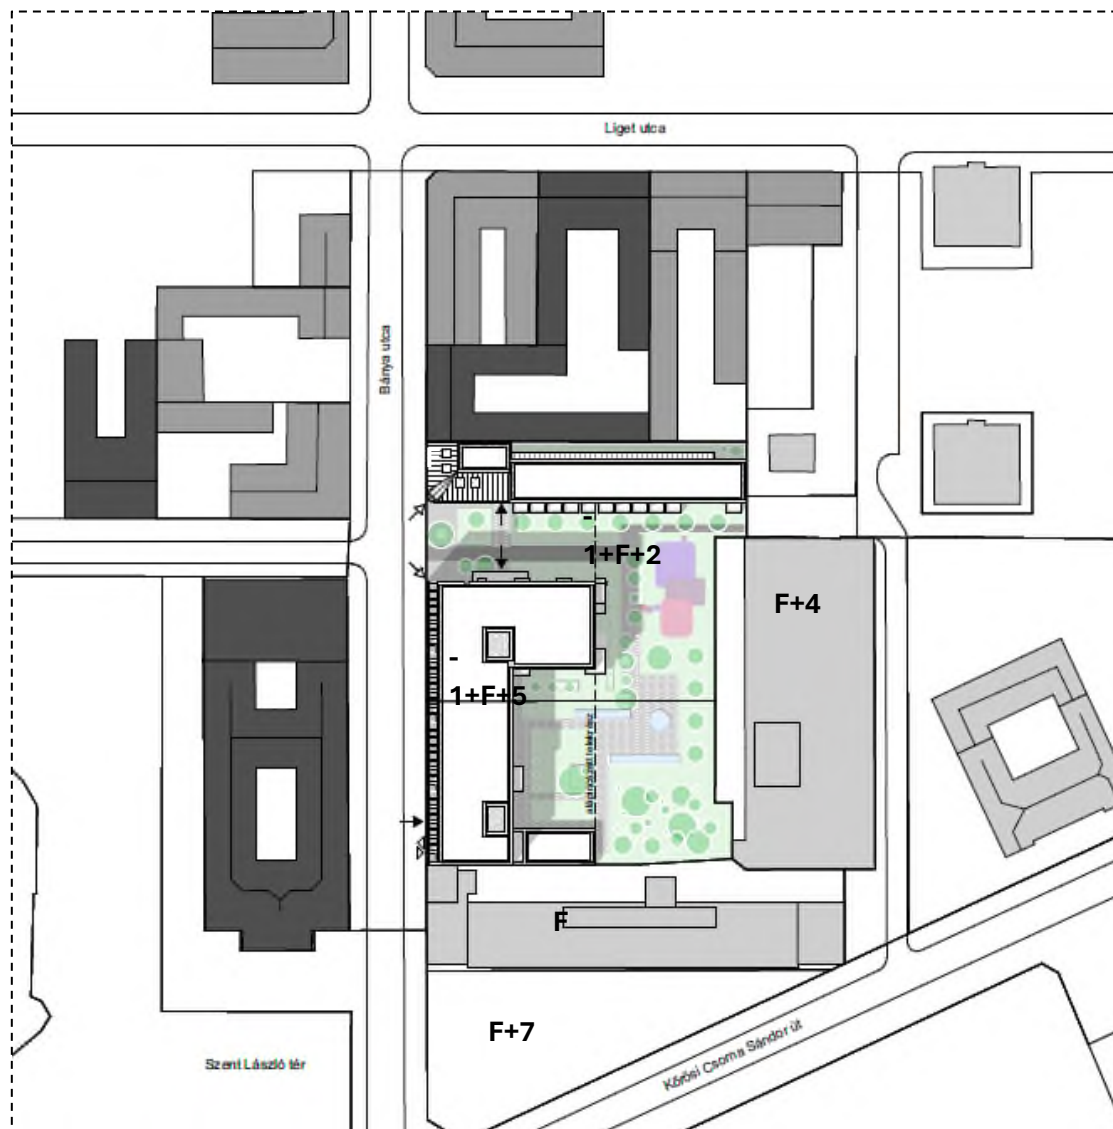 Liget utca
Bánya utca
-
1+F+2
F+4
-
1+F+5
F
F+7
Szent László tér
Kőrösi Csoma Sándor út